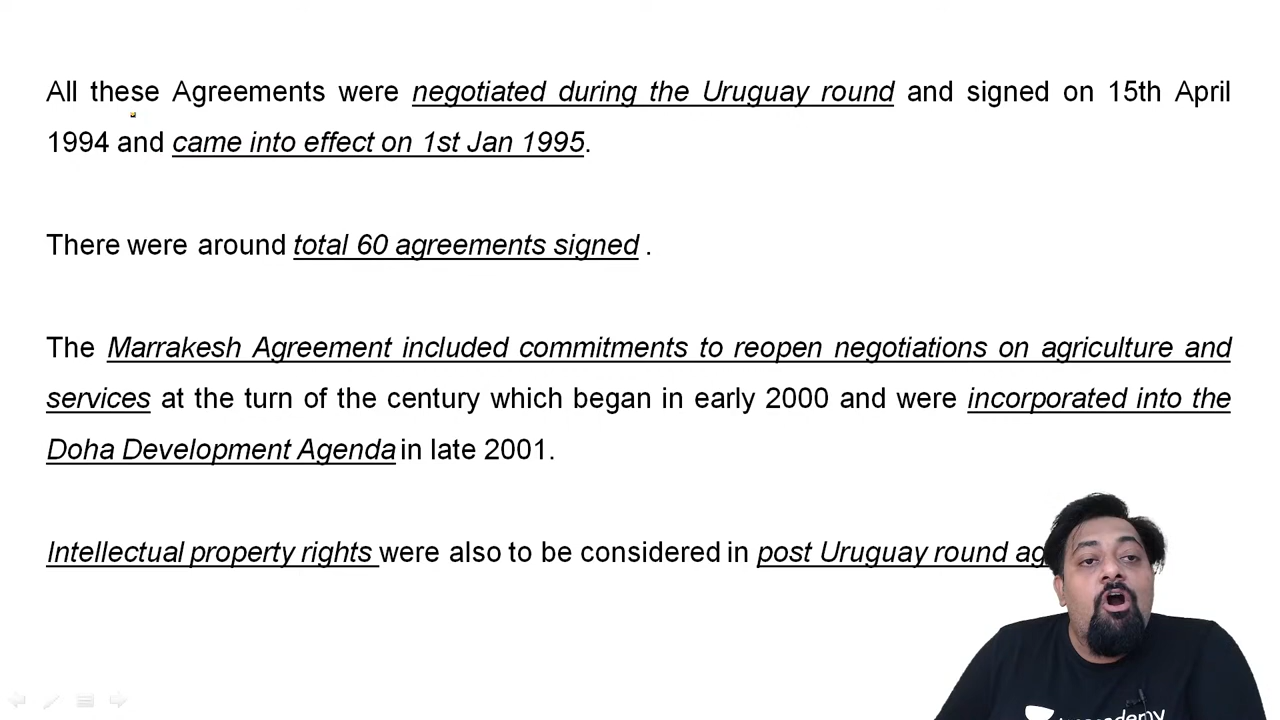 All these Agreements were negotiated during the Uruguay round and signed on 15th April
1994 and came into effect on 1st Jan 1995.
There were around total 60 agreements signed .
The Marrakesh Agreement included commitments to reopen negotiations on agriculture and
services at the turn of the century which began in early 2000 and were incorporated into the
Doha Development Agenda in late 2001.
Intellectual property rights were also to be considered in post Uruguay round